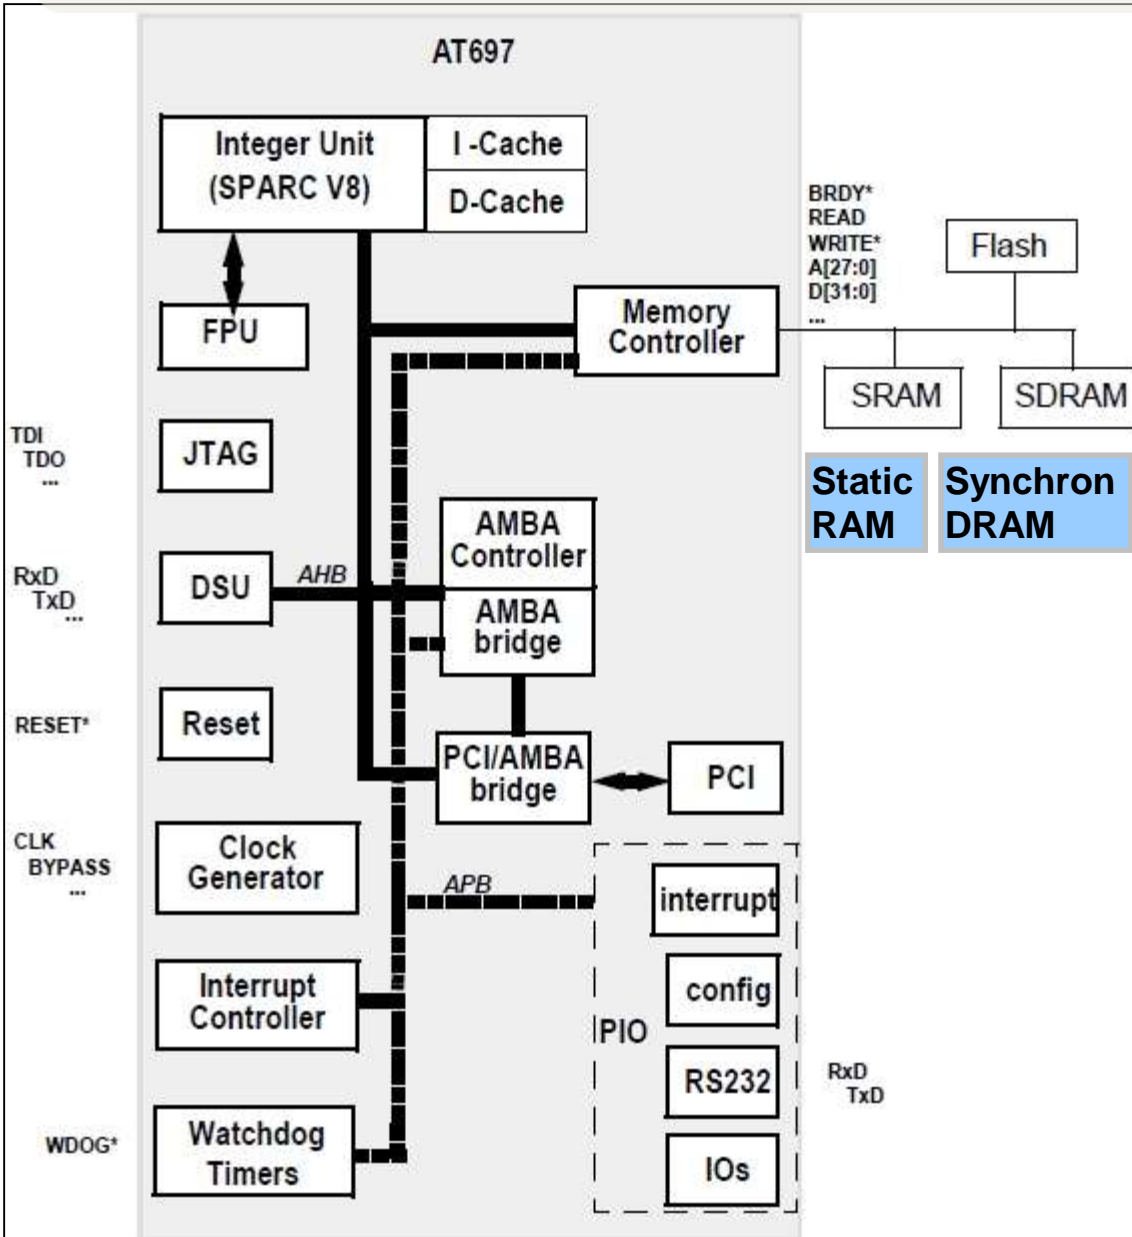 AT697
Integer Unit
(SPARC V8)
I -Cache
D-Cache
BRDY*
READ
WRITE*
A[27:0]
D[31:0]
...
Flash
FPU
Memory
Controller
SRAM
SDRAM
TDI
TDO
...
JTAG
Static
RAM
Synchron
DRAM
AMBA
Controller
RxD
TxD
...
DSU
AHB
AMBA
bridge
RESET*
Reset
PCI/AMBA
bridge
PCI
CLK
BYPASS
...
Clock
Generator
APB
interrupt
Interrupt
Controller
config
PIO
RS232
RxD
TxD
WDOG*
Watchdog
Timers
IOs